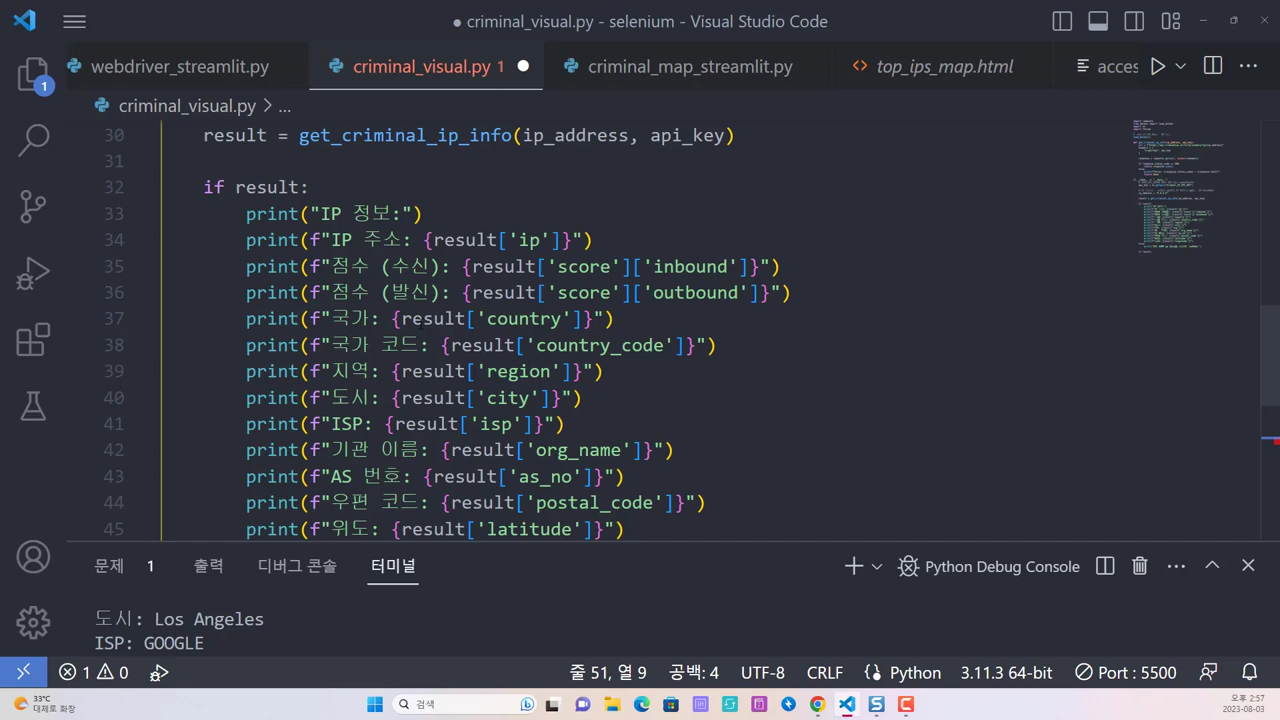 criminal_visual.py - selenium - Visual Studio Code
webdriver_streamlit.py
criminal_visual.py 1
criminal_map_streamlit.py
top_ips_map.html
acces
criminal_visual.py > ...
30 result = get_criminal_ip_info(ip_address, api_key)
31
32 if result:
33 print("IP 정보:")
34 print(f"IP 주소: {result['ip']}")
35 print(f"점수 (수신): {result['score']['inbound']}")
36 print(f"점수 (발신): {result['score']['outbound']}")
37 print(f"국가: {result['country']}")
38 print(f"국가 코드: {result['country_code']}")
39 print(f"지역: {result['region']}")
40 print(f"도시: {result['city']}")
41 print(f"ISP: {result['isp']}")
42 print(f"기관 이름: {result['org_name']}")
43 print(f"AS 번호: {result['as_no']}")
44 print(f"우편 코드: {result['postal_code']}")
45 print(f"위도: {result['latitude']}")
1
문제 1 출력 디버그 콘솔 터미널
Python Debug Console
도시: Los Angeles
ISP: GOOGLE
1 0
줄 51, 열 9 공백: 4 UTF-8 CRLF Python 3.11.3 64-bit Port : 5500
33°C
대체로 화창
검색
오후 2:57
2023-08-03